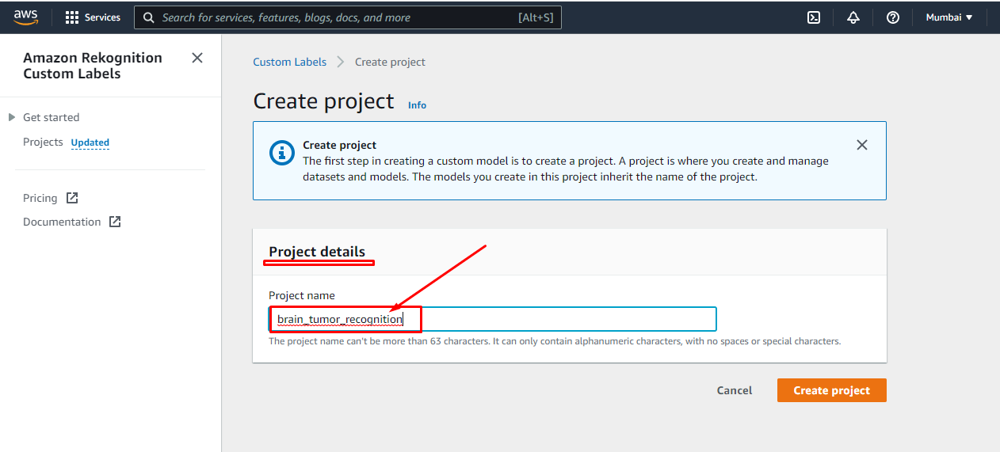 aws
Services
Search for services, features, blogs, docs, and more
[Alt+S]
Mumbai
Amazon Rekognition
Custom Labels
Get started
Projects Updated
Pricing
Documentation
Custom Labels
Create project
Create project Info
Create project
The first step in creating a custom model is to create a project. A project is where you create and manage
datasets and models. The models you create in this project inherit the name of the project.
Project details
Project name
brain_tumor_recognition
The project name can't be more than 63 characters. It can only contain alphanumeric characters, with no spaces or special characters.
Cancel
Create project